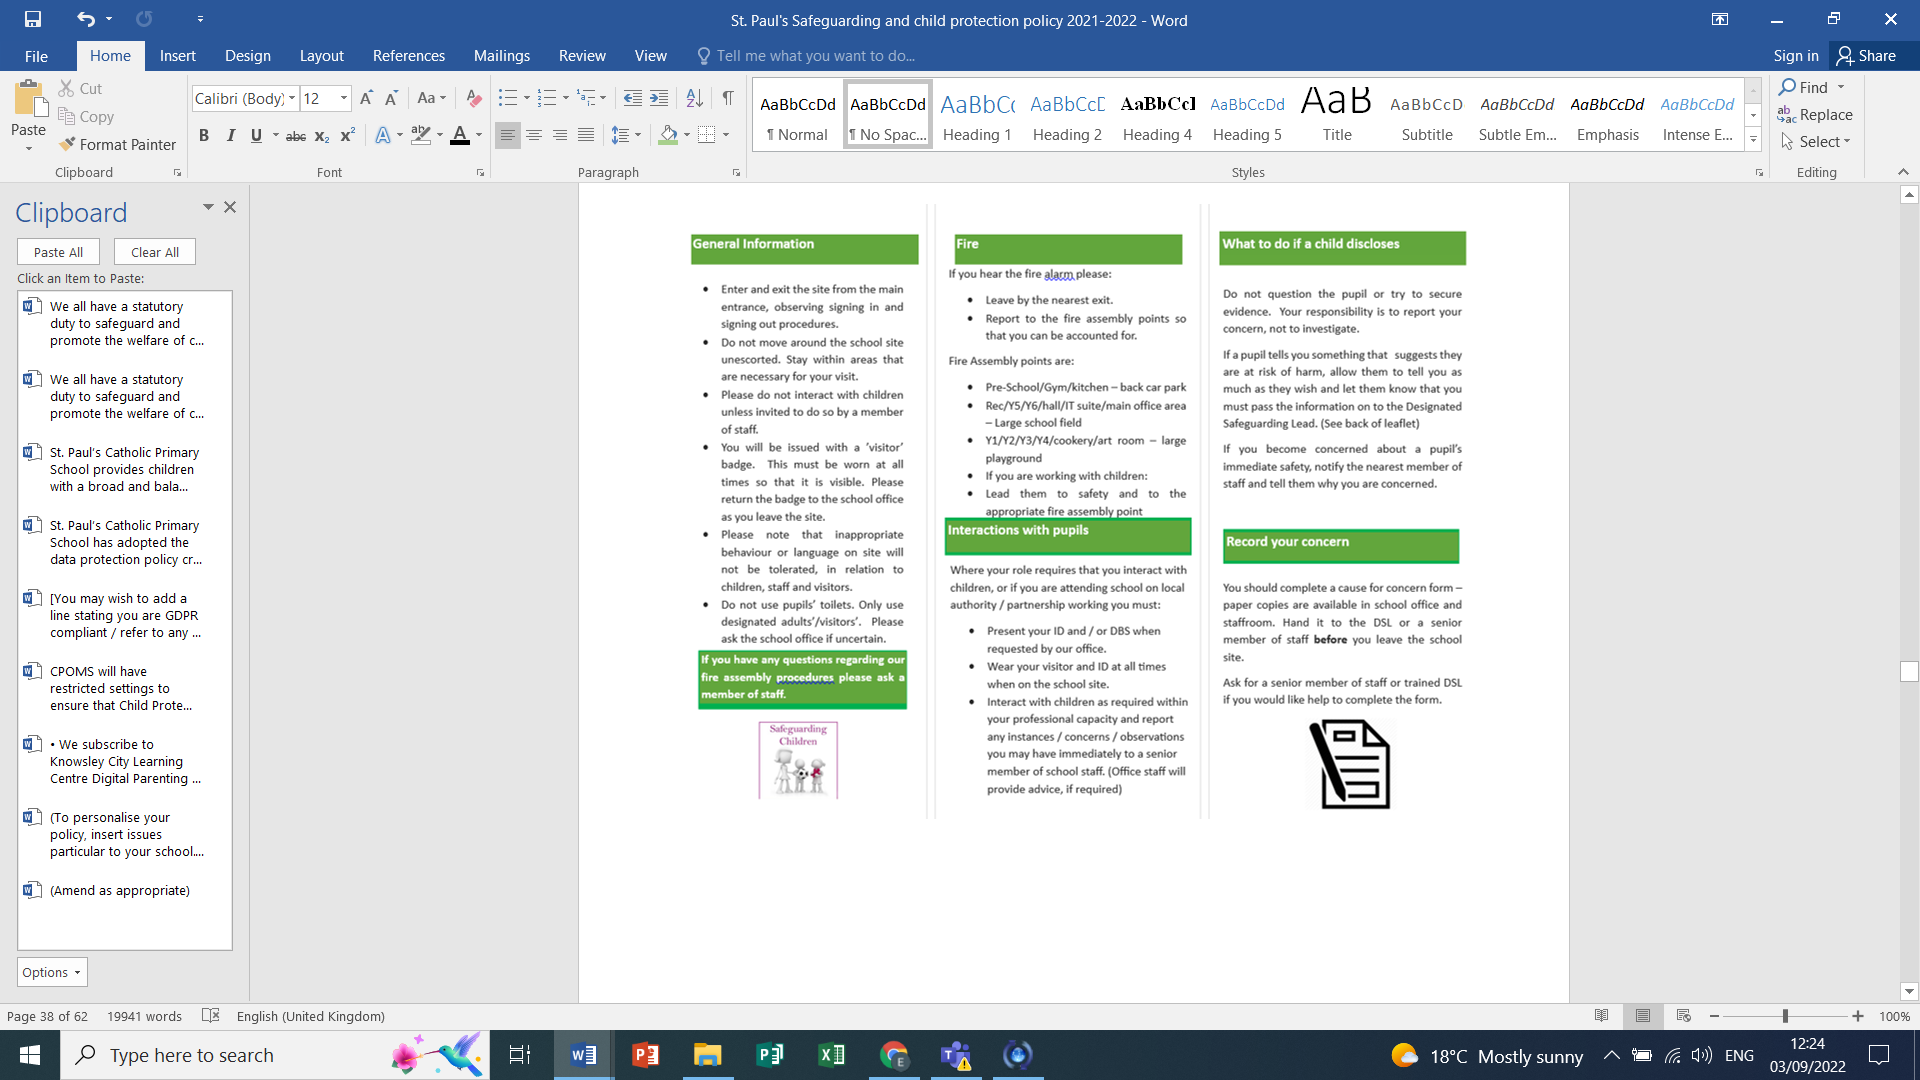 St. Paul's Safeguarding and child protection policy 2021-2022 - Word
File Home Insert Design Layout References Mailings Review View Tell me what you want to do... Sign in Share
Paste
Cut
Copy
Format Painter
Clipboard
Calibri (Body) 12
Font
Paragraph
AaBbCcDd AaBbCcDd AaBbCc AaBbCcD AaBbCcI AaBbCcDd AaB AaBbCcD AaBbCcDd AaBbCcDd AaBbCcDd
¶ Normal ¶ No Spac... Heading 1 Heading 2 Heading 4 Heading 5 Title Subtitle Subtle Em... Emphasis Intense E...
Styles
Find
Replace
Select
Editing
Clipboard
Paste All Clear All
Click an Item to Paste:
We all have a statutory
duty to safeguard and
promote the welfare of c...
We all have a statutory
duty to safeguard and
promote the welfare of c...
St. Paul's Catholic Primary
School provides children
with a broad and bala...
St. Paul's Catholic Primary
School has adopted the
data protection policy cr...
[You may wish to add a
line stating you are GDPR
compliant / refer to any ...
CPOMS will have
restricted settings to
ensure that Child Prote...
• We subscribe to
Knowsley City Learning
Centre Digital Parenting ...
(To personalise your
policy, insert issues
particular to your school....
(Amend as appropriate)
Options
General Information
• Enter and exit the site from the main
entrance, observing signing in and
signing out procedures.
• Do not move around the school site
unescorted. Stay within areas that
are necessary for your visit.
• Please do not interact with children
unless invited to do so by a member
of staff.
• You will be issued with a 'visitor'
badge. This must be worn at all
times so that it is visible. Please
return the badge to the school office
as you leave the site.
• Please note that inappropriate
behaviour or language on site will
not be tolerated, in relation to
children, staff and visitors.
• Do not use pupils' toilets. Only use
designated adults'/visitors'. Please
ask the school office if uncertain.
If you have any questions regarding our
fire assembly procedures please ask a
member of staff.
Safeguarding
Children
Fire
If you hear the fire alarm please:
• Leave by the nearest exit.
• Report to the fire assembly points so
that you can be accounted for.
Fire Assembly points are:
• Pre-School/Gym/kitchen – back car park
• Rec/Y5/Y6/hall/IT suite/main office area
– Large school field
• Y1/Y2/Y3/Y4/cookery/art room – large
playground
• If you are working with children:
• Lead them to safety and to the
appropriate fire assembly point
Interactions with pupils
Where your role requires that you interact with
children, or if you are attending school on local
authority / partnership working you must:
• Present your ID and / or DBS when
requested by our office.
• Wear your visitor and ID at all times
when on the school site.
• Interact with children as required within
your professional capacity and report
any instances / concerns / observations
you may have immediately to a senior
member of school staff. (Office staff will
provide advice, if required)
What to do if a child discloses
Do not question the pupil or try to secure
evidence. Your responsibility is to report your
concern, not to investigate.
If a pupil tells you something that suggests they
are at risk of harm, allow them to tell you as
much as they wish and let them know that you
must pass the information on to the Designated
Safeguarding Lead. (See back of leaflet)
If you become concerned about a pupil's
immediate safety, notify the nearest member of
staff and tell them why you are concerned.
Record your concern
You should complete a cause for concern form –
paper copies are available in school office and
staffroom. Hand it to the DSL or a senior
member of staff before you leave the school
site.
Ask for a senior member of staff or trained DSL
if you would like help to complete the form.
Page 38 of 62 19941 words English (United Kingdom) 100%
Type here to search
18°C Mostly sunny ENG
12:24
03/09/2022